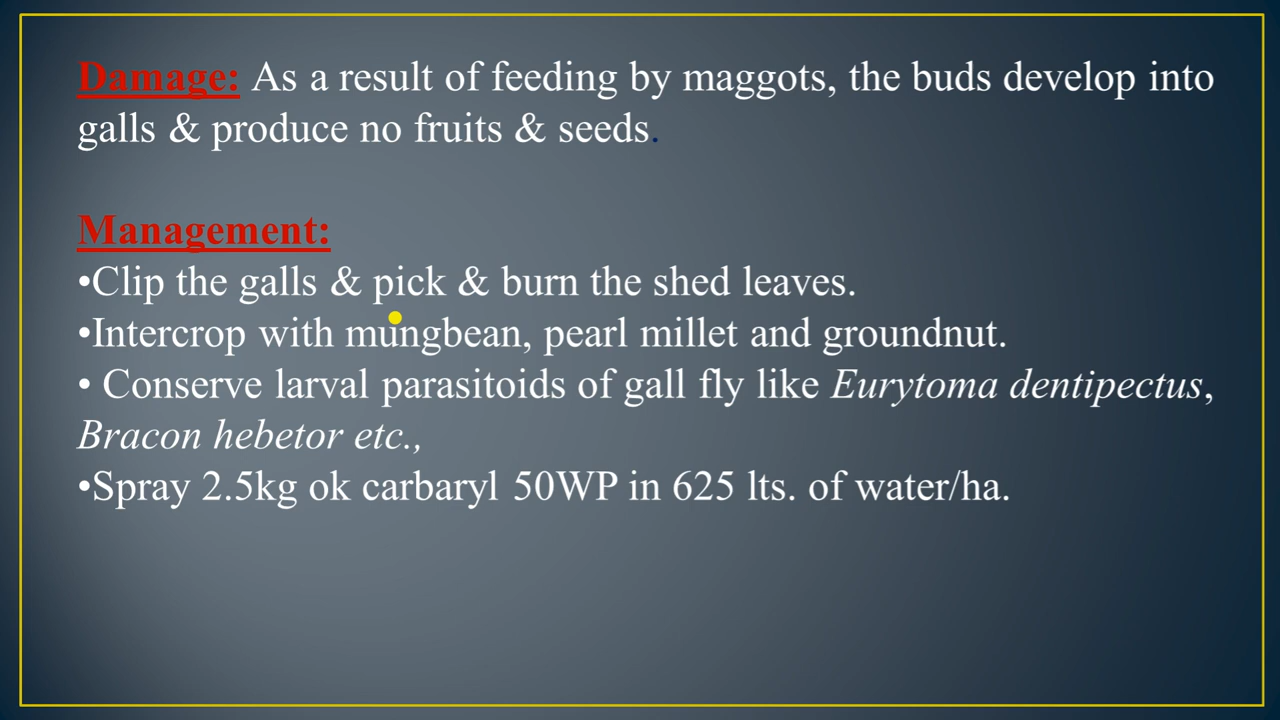 Damage: As a result of feeding by maggots, the buds develop into
galls & produce no fruits & seeds.
Management:
•Clip the galls & pick & burn the shed leaves.
•Intercrop with mungbean, pearl millet and groundnut.
• Conserve larval parasitoids of gall fly like Eurytoma dentipectus,
Bracon hebetor etc.,
•Spray 2.5kg ok carbaryl 50WP in 625 lts. of water/ha.